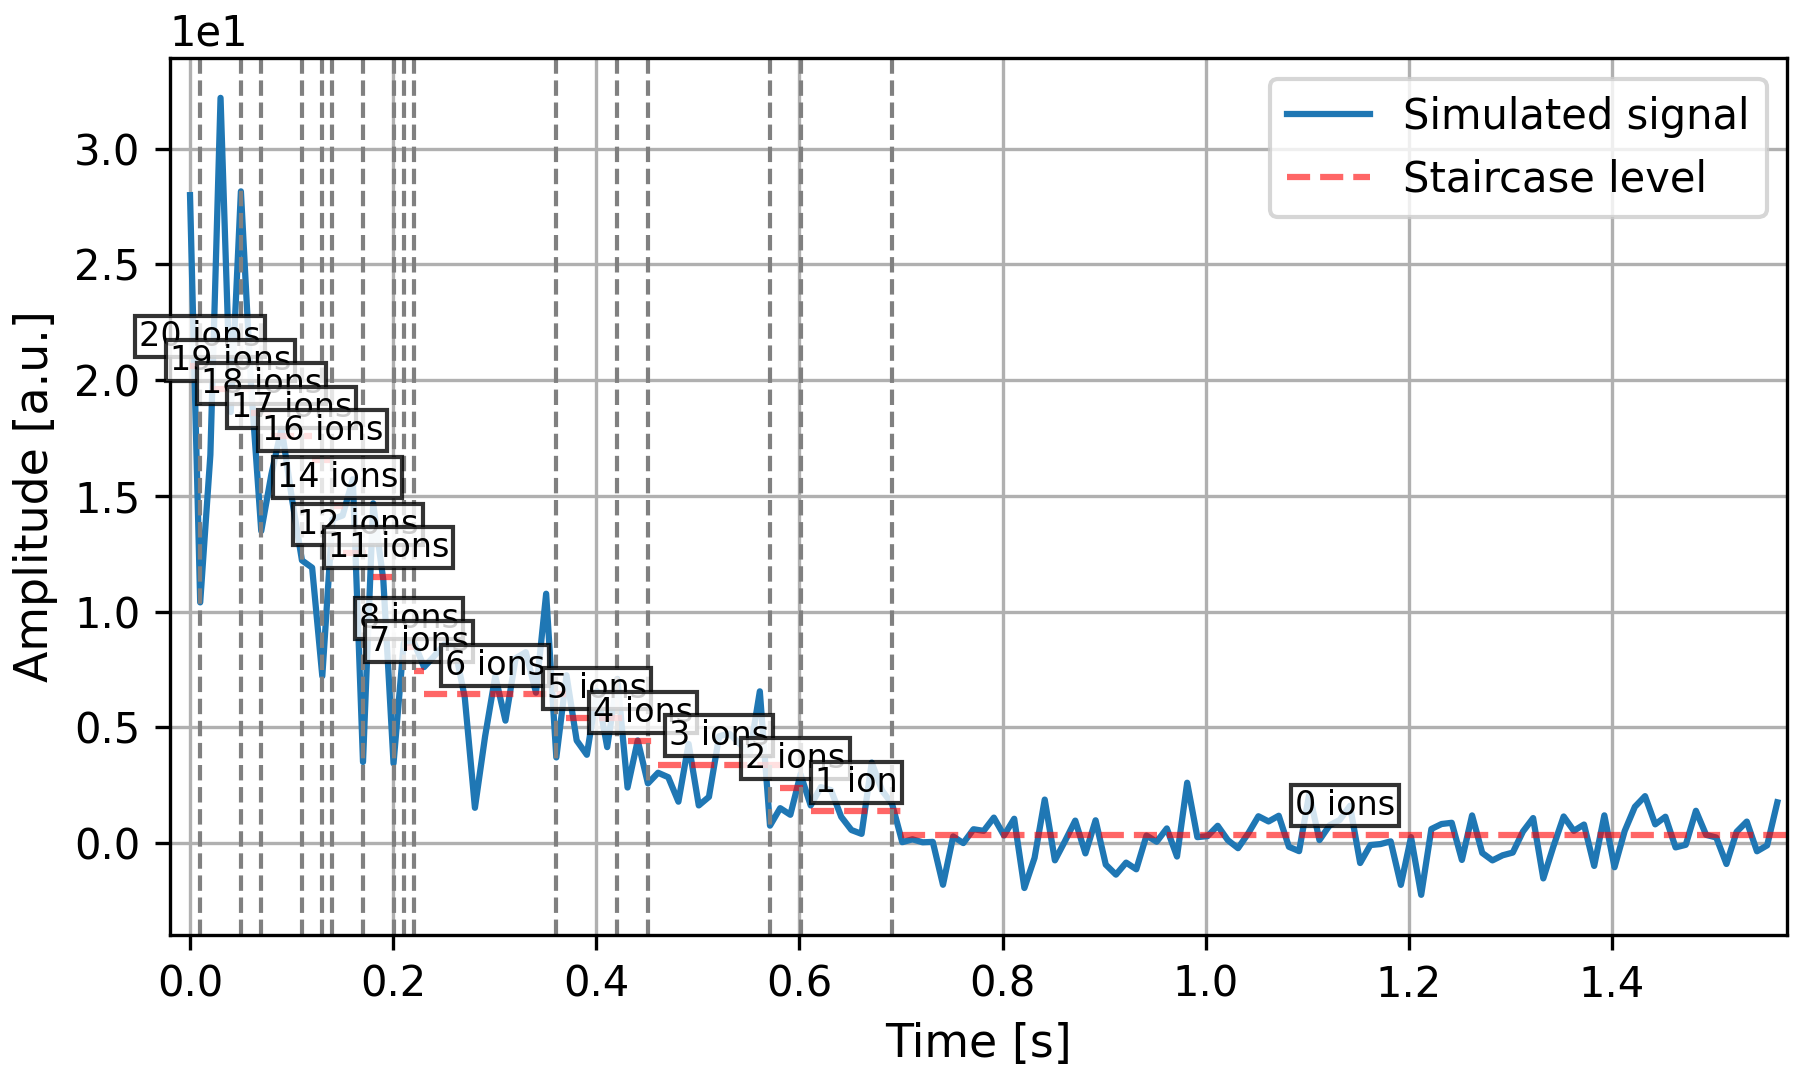 1e1
Simulated signal
Staircase level
3.0
2.5
2.0
1.5
1.0
0.5
0.0
Amplitude [a.u.]
20 ions
19 ions
18 ions
17 ions
16 ions
14 ions
12 ions
11 ions
8 ions
7 ions
6 ions
5 ions
4 ions
3 ions
2 ions
1 ion
0 ions
0.0 0.2 0.4 0.6 0.8 1.0 1.2 1.4
Time [s]